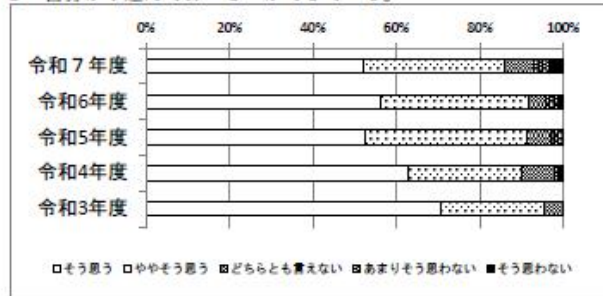 0% 20% 40% 60% 80% 100%
令和７年度
令和6年度
令和5年度
令和4年度
令和3年度
そう思う ややそう思う どちらとも言えない あまりそう思わない そう思わない